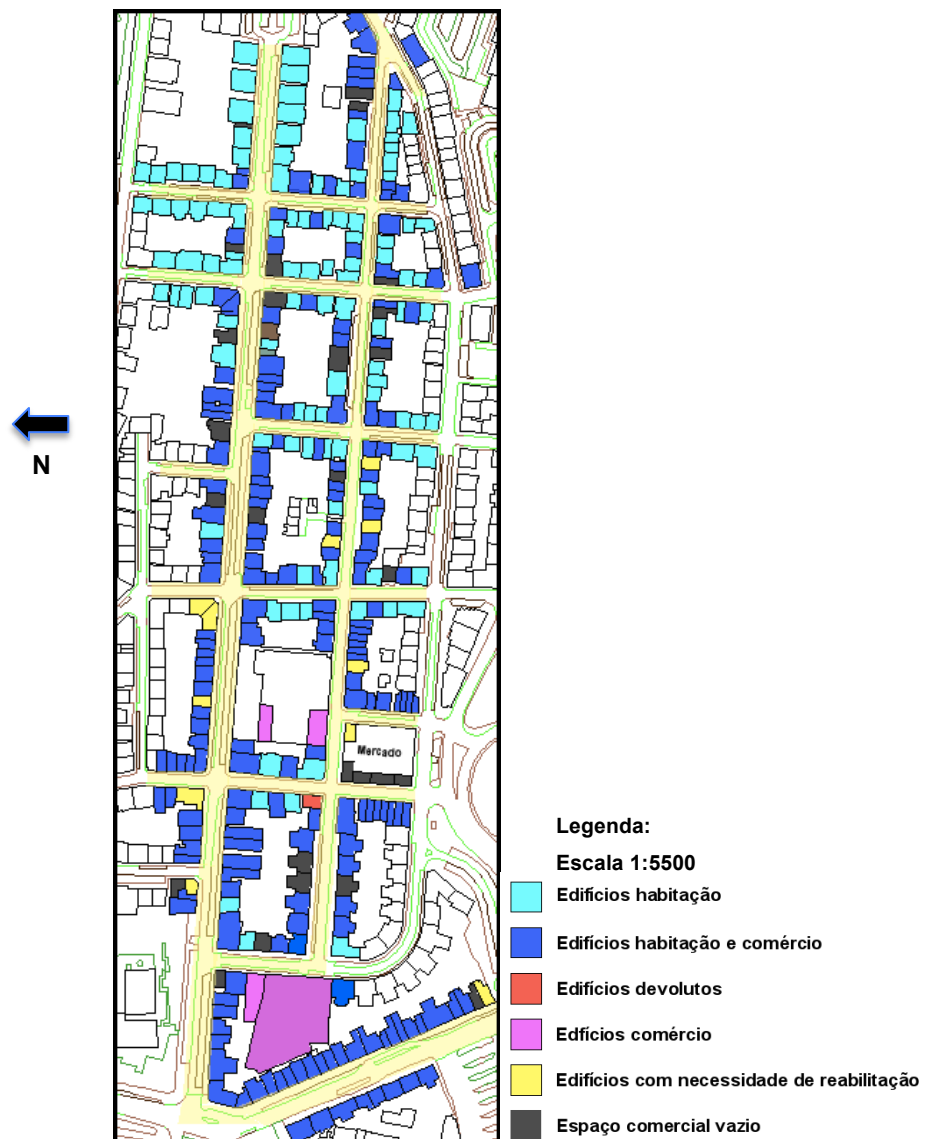 N
Mercado
Legenda:
Escala 1:5500
Edifícios habitação
Edifícios habitação e comércio
Edifícios devolutos
Edfícios comércio
Edifícios com necessidade de reabilitação
Espaço comercial vazio